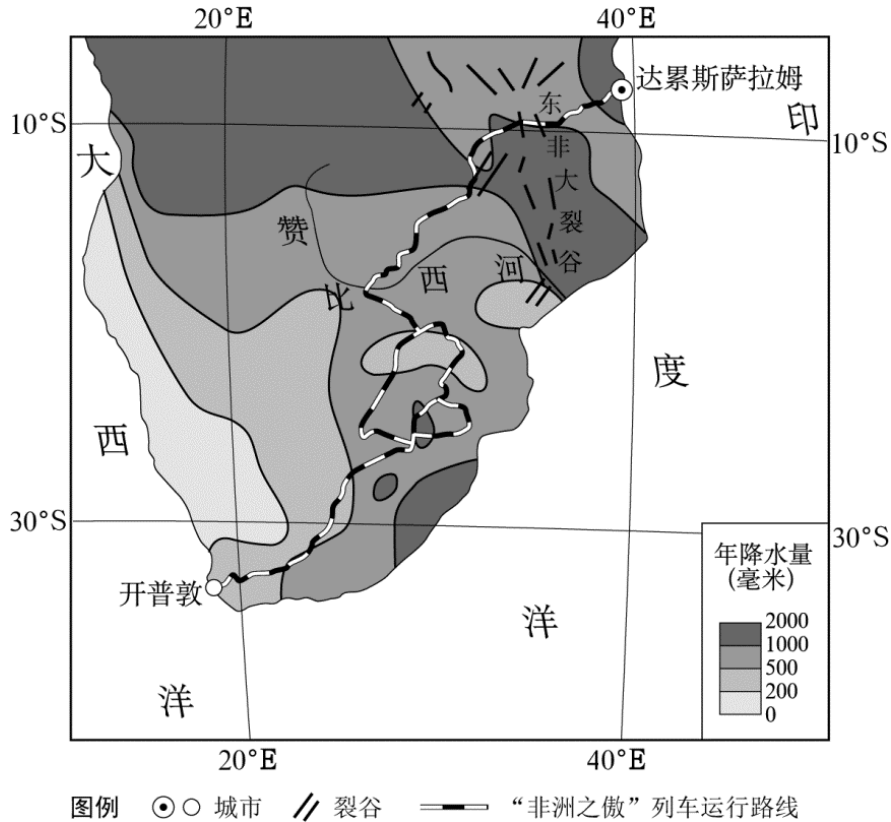 20°E 40°E
达累斯萨拉姆
10°S
10°S
印
度
洋
大
西
洋
东
非
大
裂
谷
赞
比
西
河
30°S
30°S
开普敦
年降水量
(毫米)
2000
1000
500
200
0
20°E 40°E
图例 城市 裂谷 “非洲之傲”列车运行路线